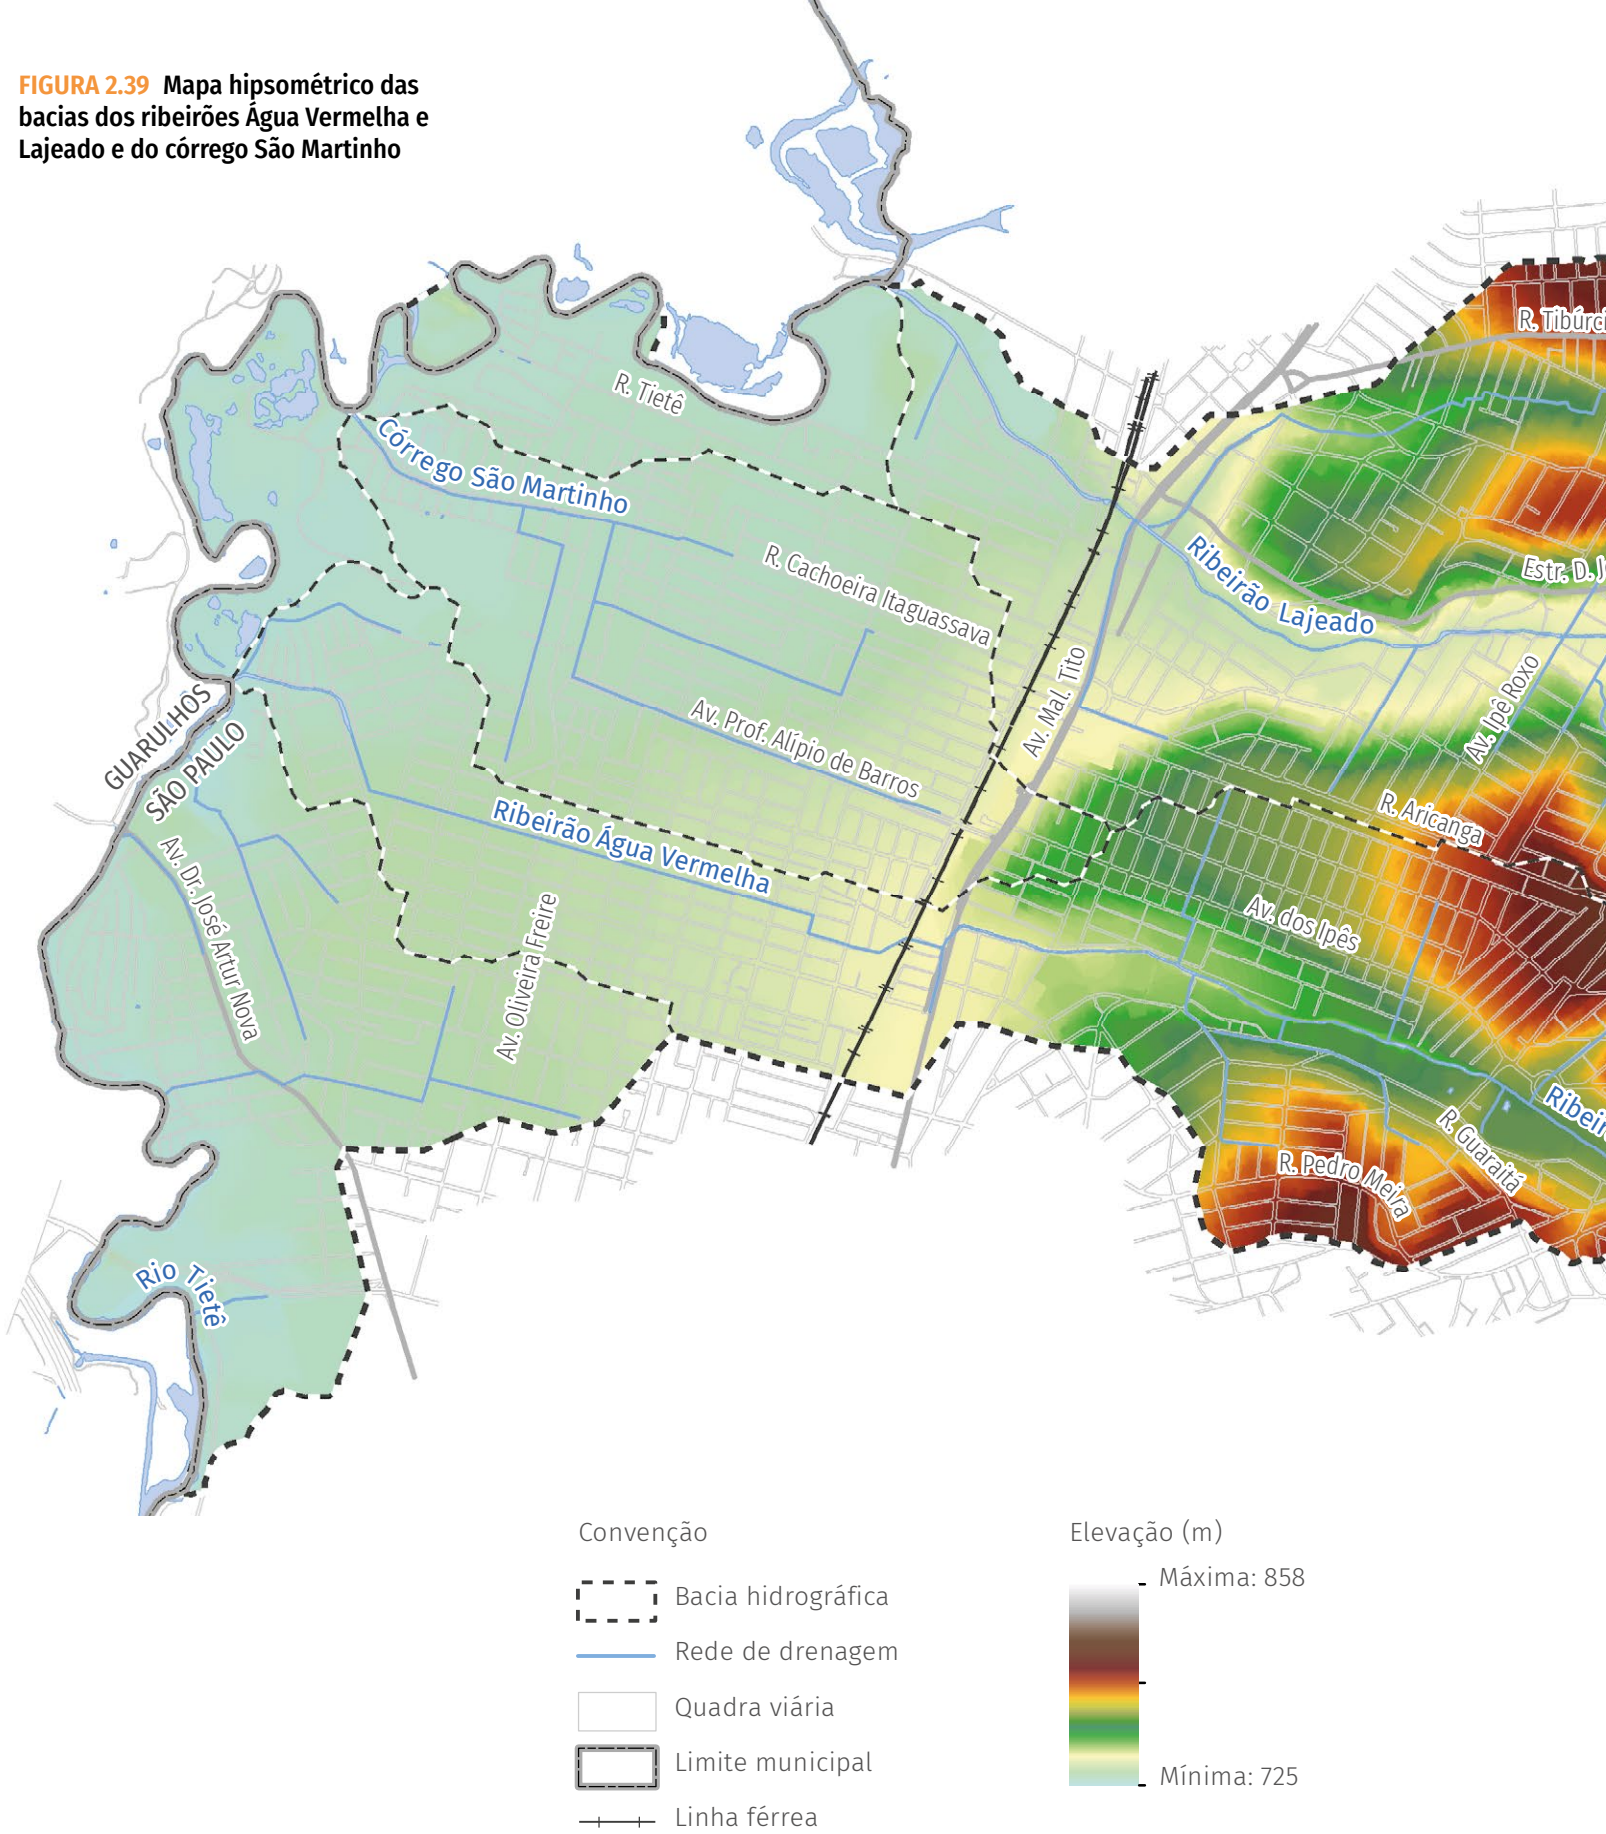 FIGURA 2.39 Mapa hipsométrico das
bacias dos ribeirões Água Vermelha e
Lajeado e do córrego São Martinho
R. Tibúrci
R. Tietê
Córrego São Martinho
R. Cachoeira Itaguassava
Ribeirão Lajeado
Estr. D. J
Av. Mal. Tito
Av. Ipê Roxo
GUARULHOS
SÃO PAULO
Av. Prof. Alípio de Barros
R. Aricanga
Ribeirão Água Vermelha
Av. Dr. José Artur Nova
Av. Oliveira Freire
Av. dos Ipês
Ribeir
R. Guaraitá
R. Pedro Meira
Rio Tietê
Convenção
Bacia hidrográfica
Rede de drenagem
Quadra viária
Limite municipal
Linha férrea
Elevação (m)
Máxima: 858
Mínima: 725